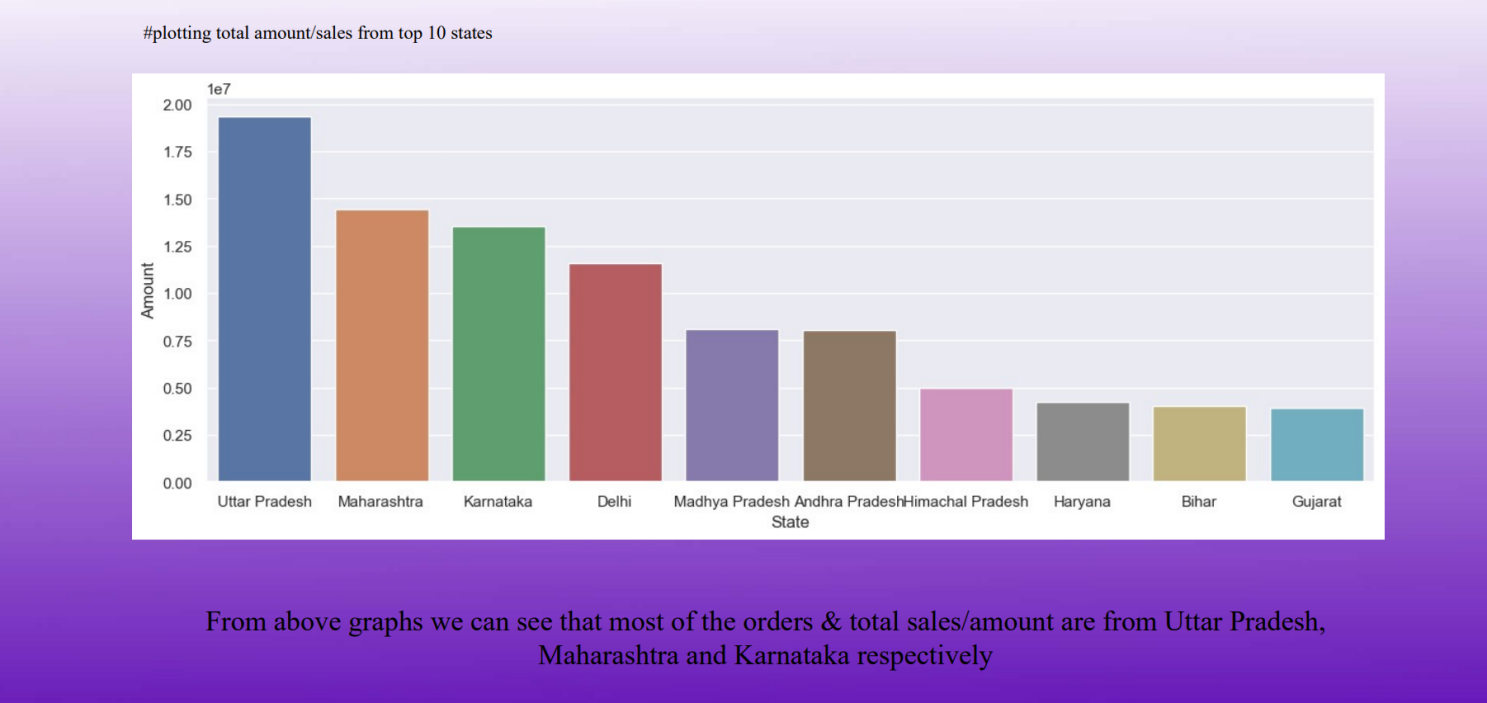 #plotting total amount/sales from top 10 states
1e7
2.00
1.75
1.50
1.25
1.00
0.75
0.50
0.25
0.00
Amount
Uttar Pradesh Maharashtra Karnataka Delhi Madhya Pradesh Andhra Pradesh Himachal Pradesh Haryana Bihar Gujarat
State
From above graphs we can see that most of the orders & total sales/amount are from Uttar Pradesh,
Maharashtra and Karnataka respectively